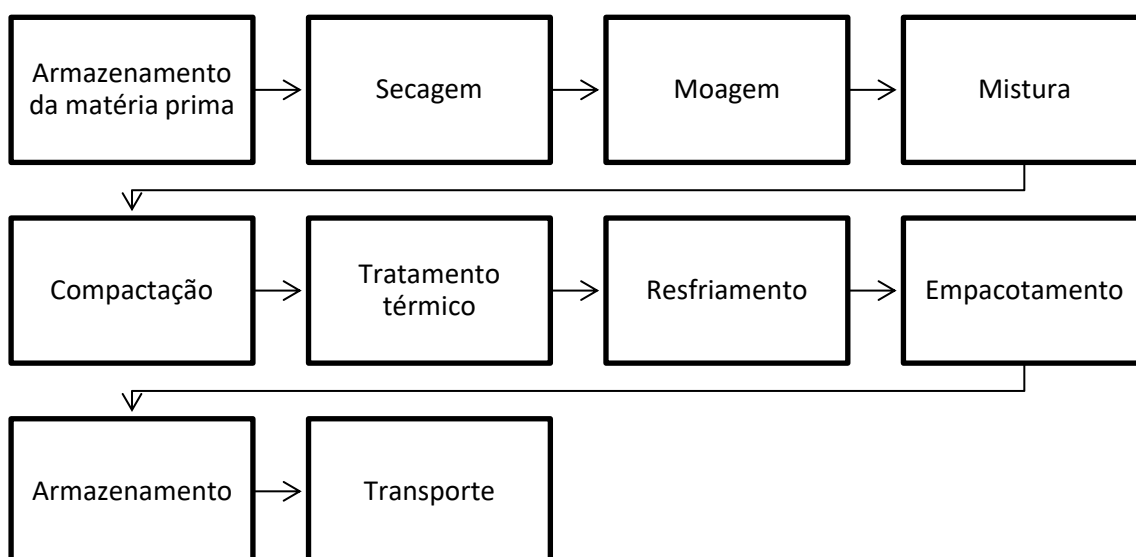 Armazenamento
da matéria prima
Secagem
Moagem
Mistura
Compactação
Tratamento
térmico
Resfriamento
Empacotamento
Armazenamento
Transporte